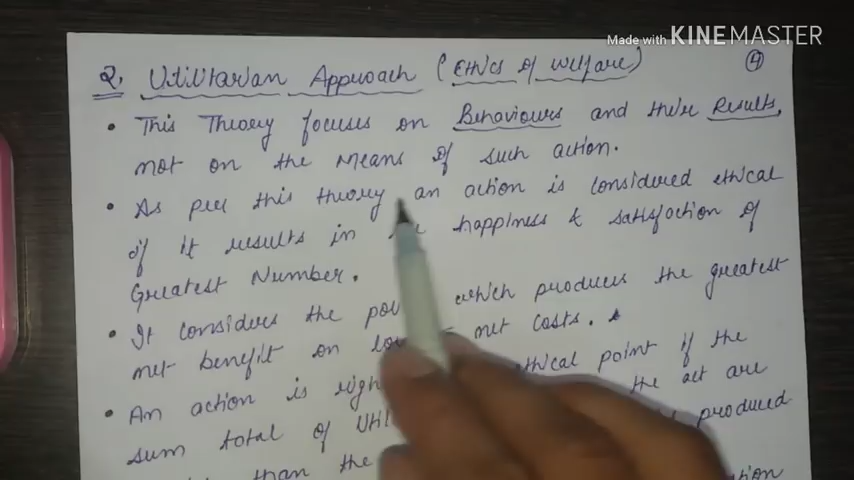 Made with KINEMASTER
2. Utilitarian Approach (Ethics of welfare) 4
• This Theory focuses on Behaviours and their Results,
not on the Means of such action.
• As per this theory an action is considered ethical
if it results in happiness & satisfaction of
Greatest Number.
• It considers the which produces the greatest
net benefit on net costs.
• An action is ethical point if the
sum total of the act are
than the produced